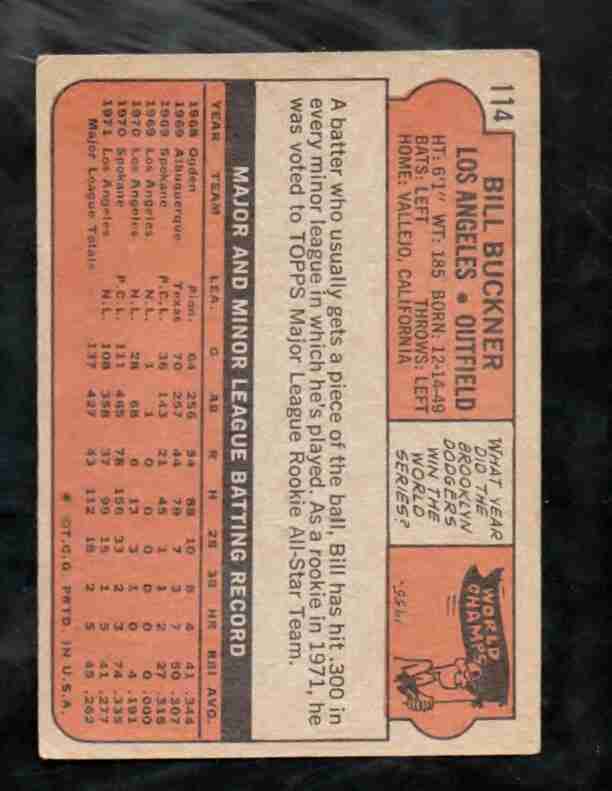 114
BILL BUCKNER
LOS ANGELES • OUTFIELD
HT: 6'1" WT: 185 BORN: 12-14-49
BATS: LEFT THROWS: LEFT
HOME: VALLEJO, CALIFORNIA
WHAT YEAR
DID THE
BROOKLYN
DODGERS
WIN THE
WORLD
SERIES?
WORLD
CHAMPS
1955.
A batter who usually gets a piece of the ball, Bill has hit .300 in
every minor league in which he's played. As a rookie in 1971, he
was voted to TOPPS Major League Rookie All-Star Team.
MAJOR AND MINOR LEAGUE BATTING RECORD
YEAR TEAM LEA. G AB R H 2B 3B HR RBI AVG.
1968 Ogden Pion. 64 256 54 88 10 8 4 41 .344
1969 Albuquerque Texas 70 257 44 79 7 3 7 50 .307
1969 Spokane P.C.L. 36 143 21 45 3 1 2 27 .315
1969 Los Angeles N.L. 1 1 0 0 0 0 0 0 .000
1970 Los Angeles N.L. 28 68 6 13 3 1 0 4 .191
1970 Spokane P.C.L. 111 465 78 156 33 2 3 74 .335
1971 Los Angeles N.L. 108 358 37 99 15 1 5 41 .277
Major League Totals 137 427 43 112 18 2 5 45 .262
* ©T.C.G. PRTD. IN U.S.A.